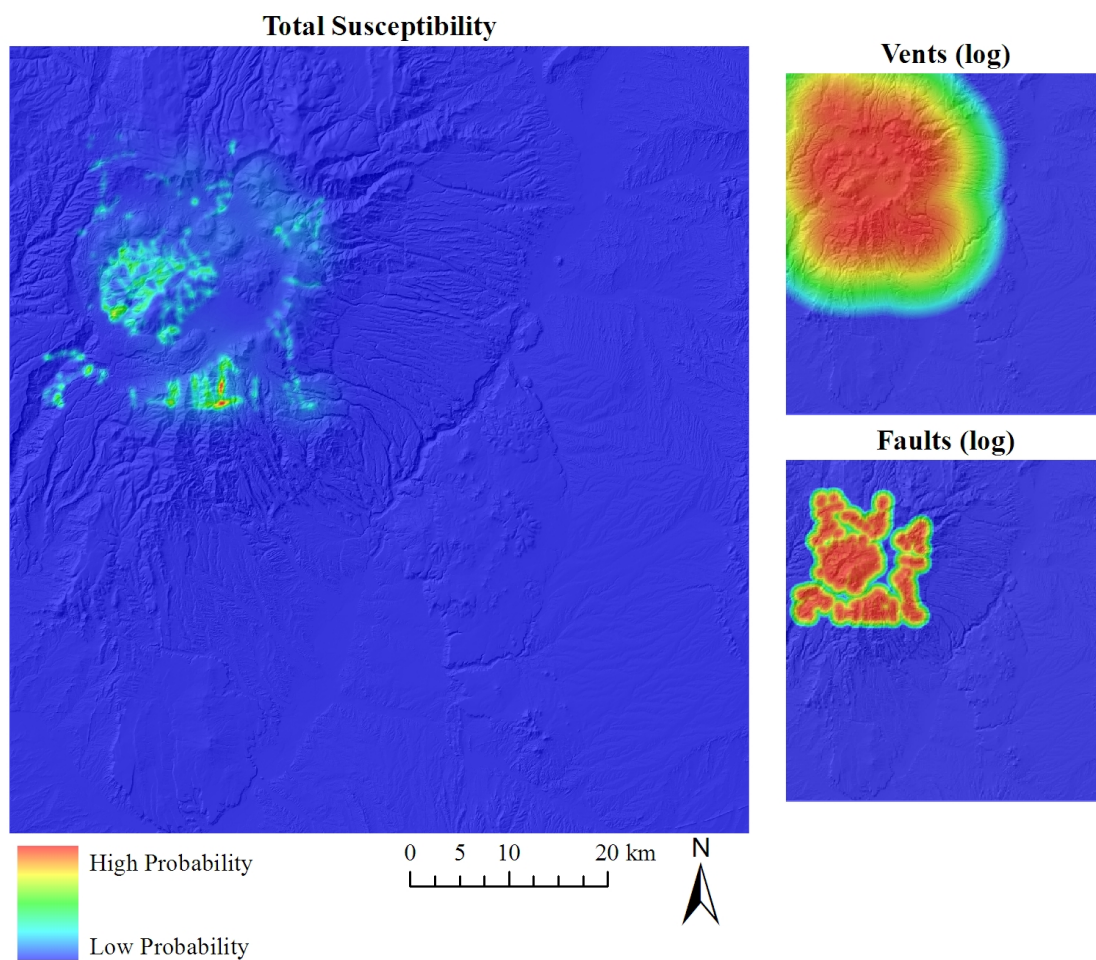 Total Susceptibility
Vents (log)
Faults (log)
High Probability
Low Probability
0 5 10 20 km
N